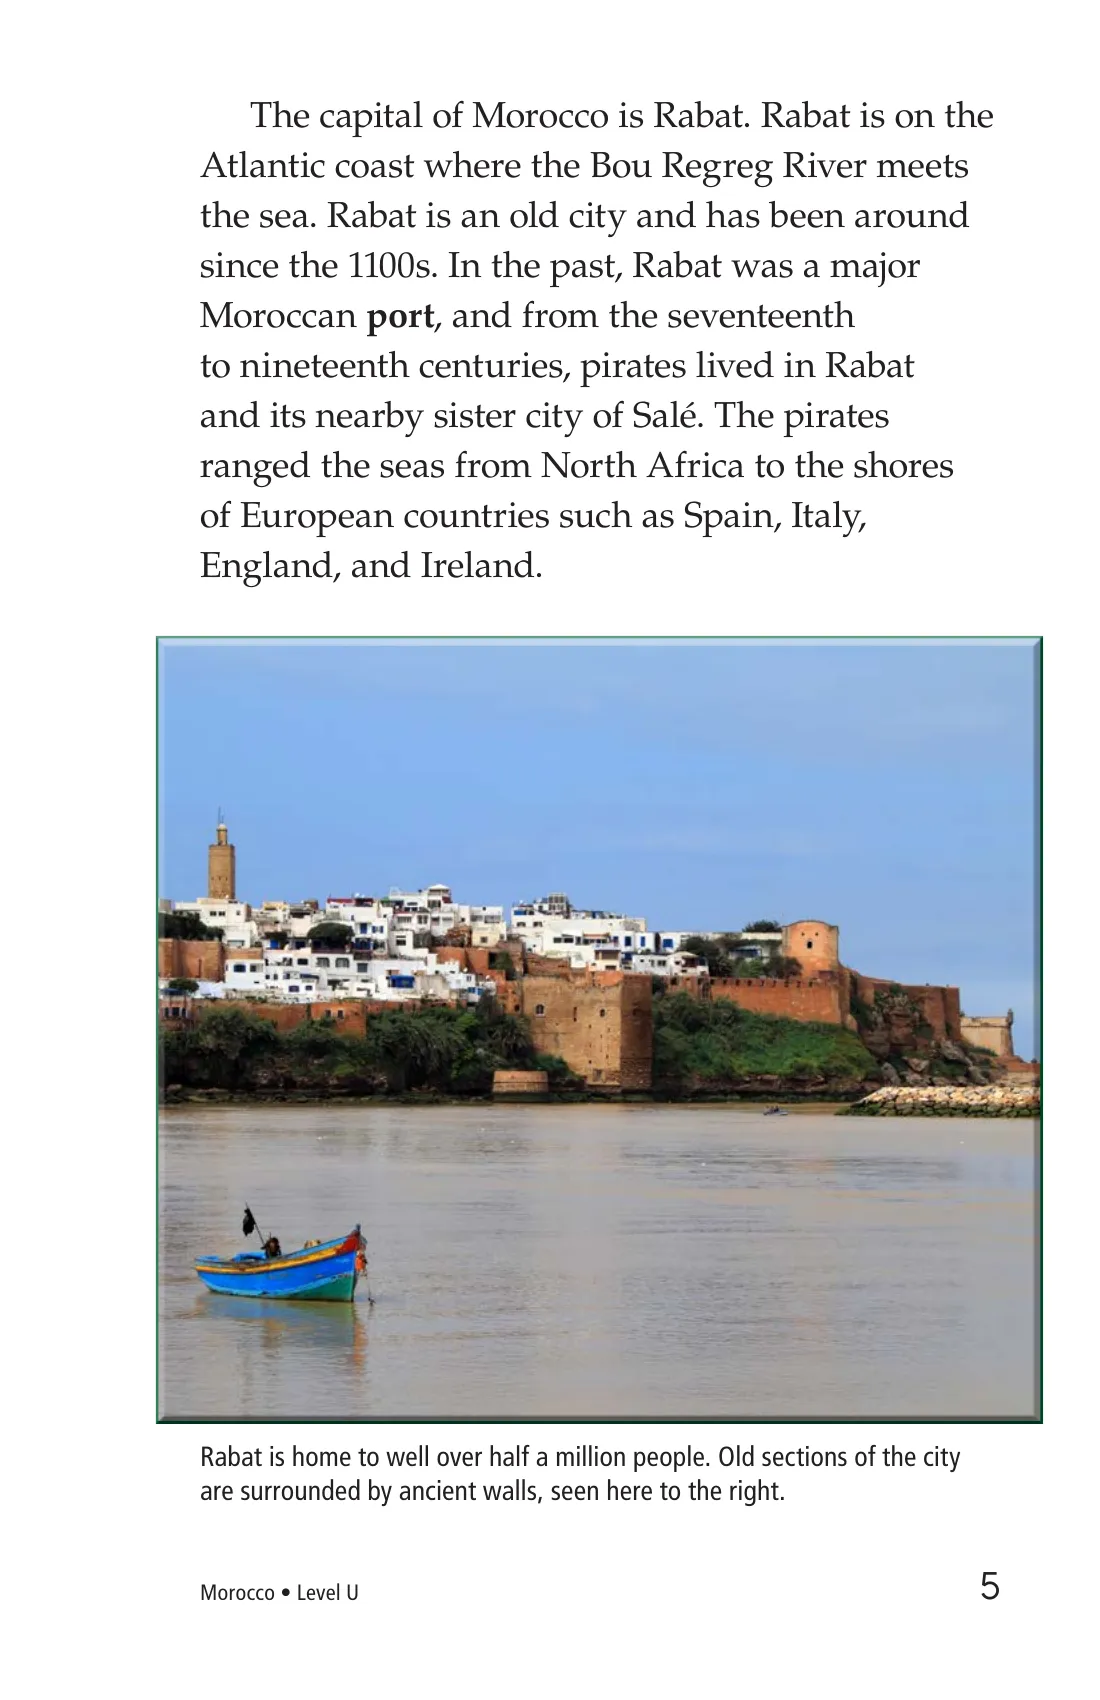 The capital of Morocco is Rabat. Rabat is on the
Atlantic coast where the Bou Regreg River meets
the sea. Rabat is an old city and has been around
since the 1100s. In the past, Rabat was a major
Moroccan port, and from the seventeenth
to nineteenth centuries, pirates lived in Rabat
and its nearby sister city of Salé. The pirates
ranged the seas from North Africa to the shores
of European countries such as Spain, Italy,
England, and Ireland.
Rabat is home to well over half a million people. Old sections of the city
are surrounded by ancient walls, seen here to the right.
Morocco • Level U
5